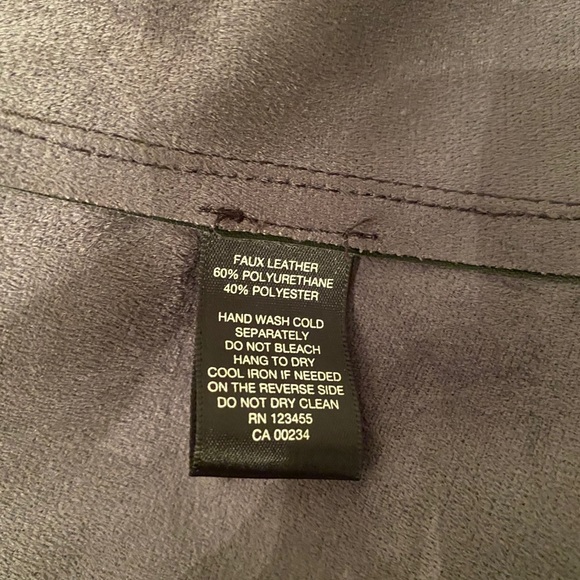 FAUX LEATHER
60% POLYURETHANE
40% POLYESTER
HAND WASH COLD
SEPARATELY
DO NOT BLEACH
HANG TO DRY
COOL IRON IF NEEDED
ON THE REVERSE SIDE
DO NOT DRY CLEAN
RN 123455
CA 00234